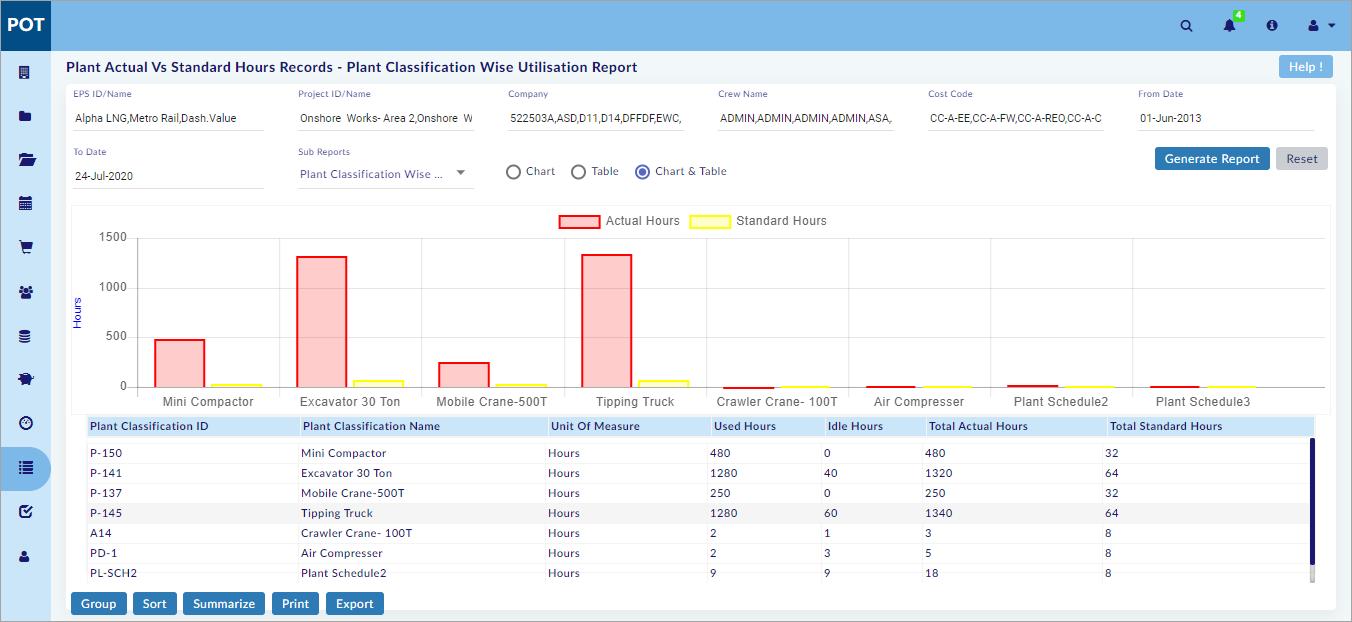 POT
4
Plant Actual Vs Standard Hours Records - Plant Classification Wise Utilisation Report
Help !
EPS ID/Name Project ID/Name Company Crew Name Cost Code From Date
Alpha LNG,Metro Rail,Dash.Value Onshore Works- Area 2,Onshore W 522503A,ASD,D11,D14,DFFDF,EWC, ADMIN,ADMIN,ADMIN,ADMIN,ASA, CC-A-EE,CC-A-FW,CC-A-REO,CC-A-C 01-Jun-2013
To Date Sub Reports
24-Jul-2020 Plant Classification Wise ... Chart Table Chart & Table Generate Report Reset
Actual Hours Standard Hours
1500
1000
500
0
Hours
Mini Compactor Excavator 30 Ton Mobile Crane-500T Tipping Truck Crawler Crane- 100T Air Compresser Plant Schedule2 Plant Schedule3
Plant Classification ID Plant Classification Name Unit Of Measure Used Hours Idle Hours Total Actual Hours Total Standard Hours
P-150 Mini Compactor Hours 480 0 480 32
P-141 Excavator 30 Ton Hours 1280 40 1320 64
P-137 Mobile Crane-500T Hours 250 0 250 32
P-145 Tipping Truck Hours 1280 60 1340 64
A14 Crawler Crane- 100T Hours 2 1 3 8
PD-1 Air Compresser Hours 2 3 5 8
PL-SCH2 Plant Schedule2 Hours 9 9 18 8
Group Sort Summarize Print Export